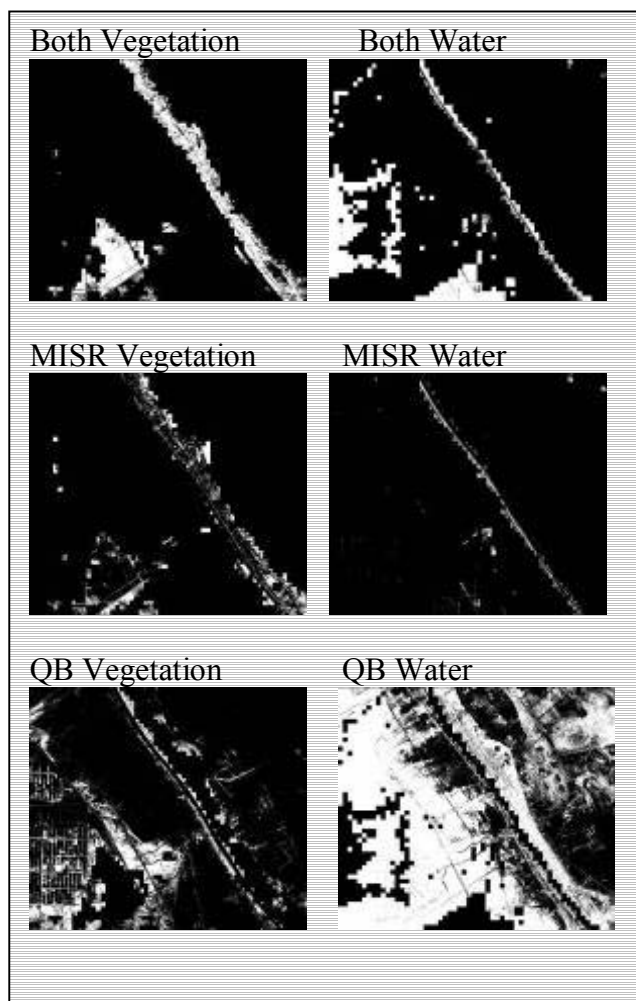 Both Vegetation
Both Water
MISR Vegetation
MISR Water
QB Vegetation
QB Water